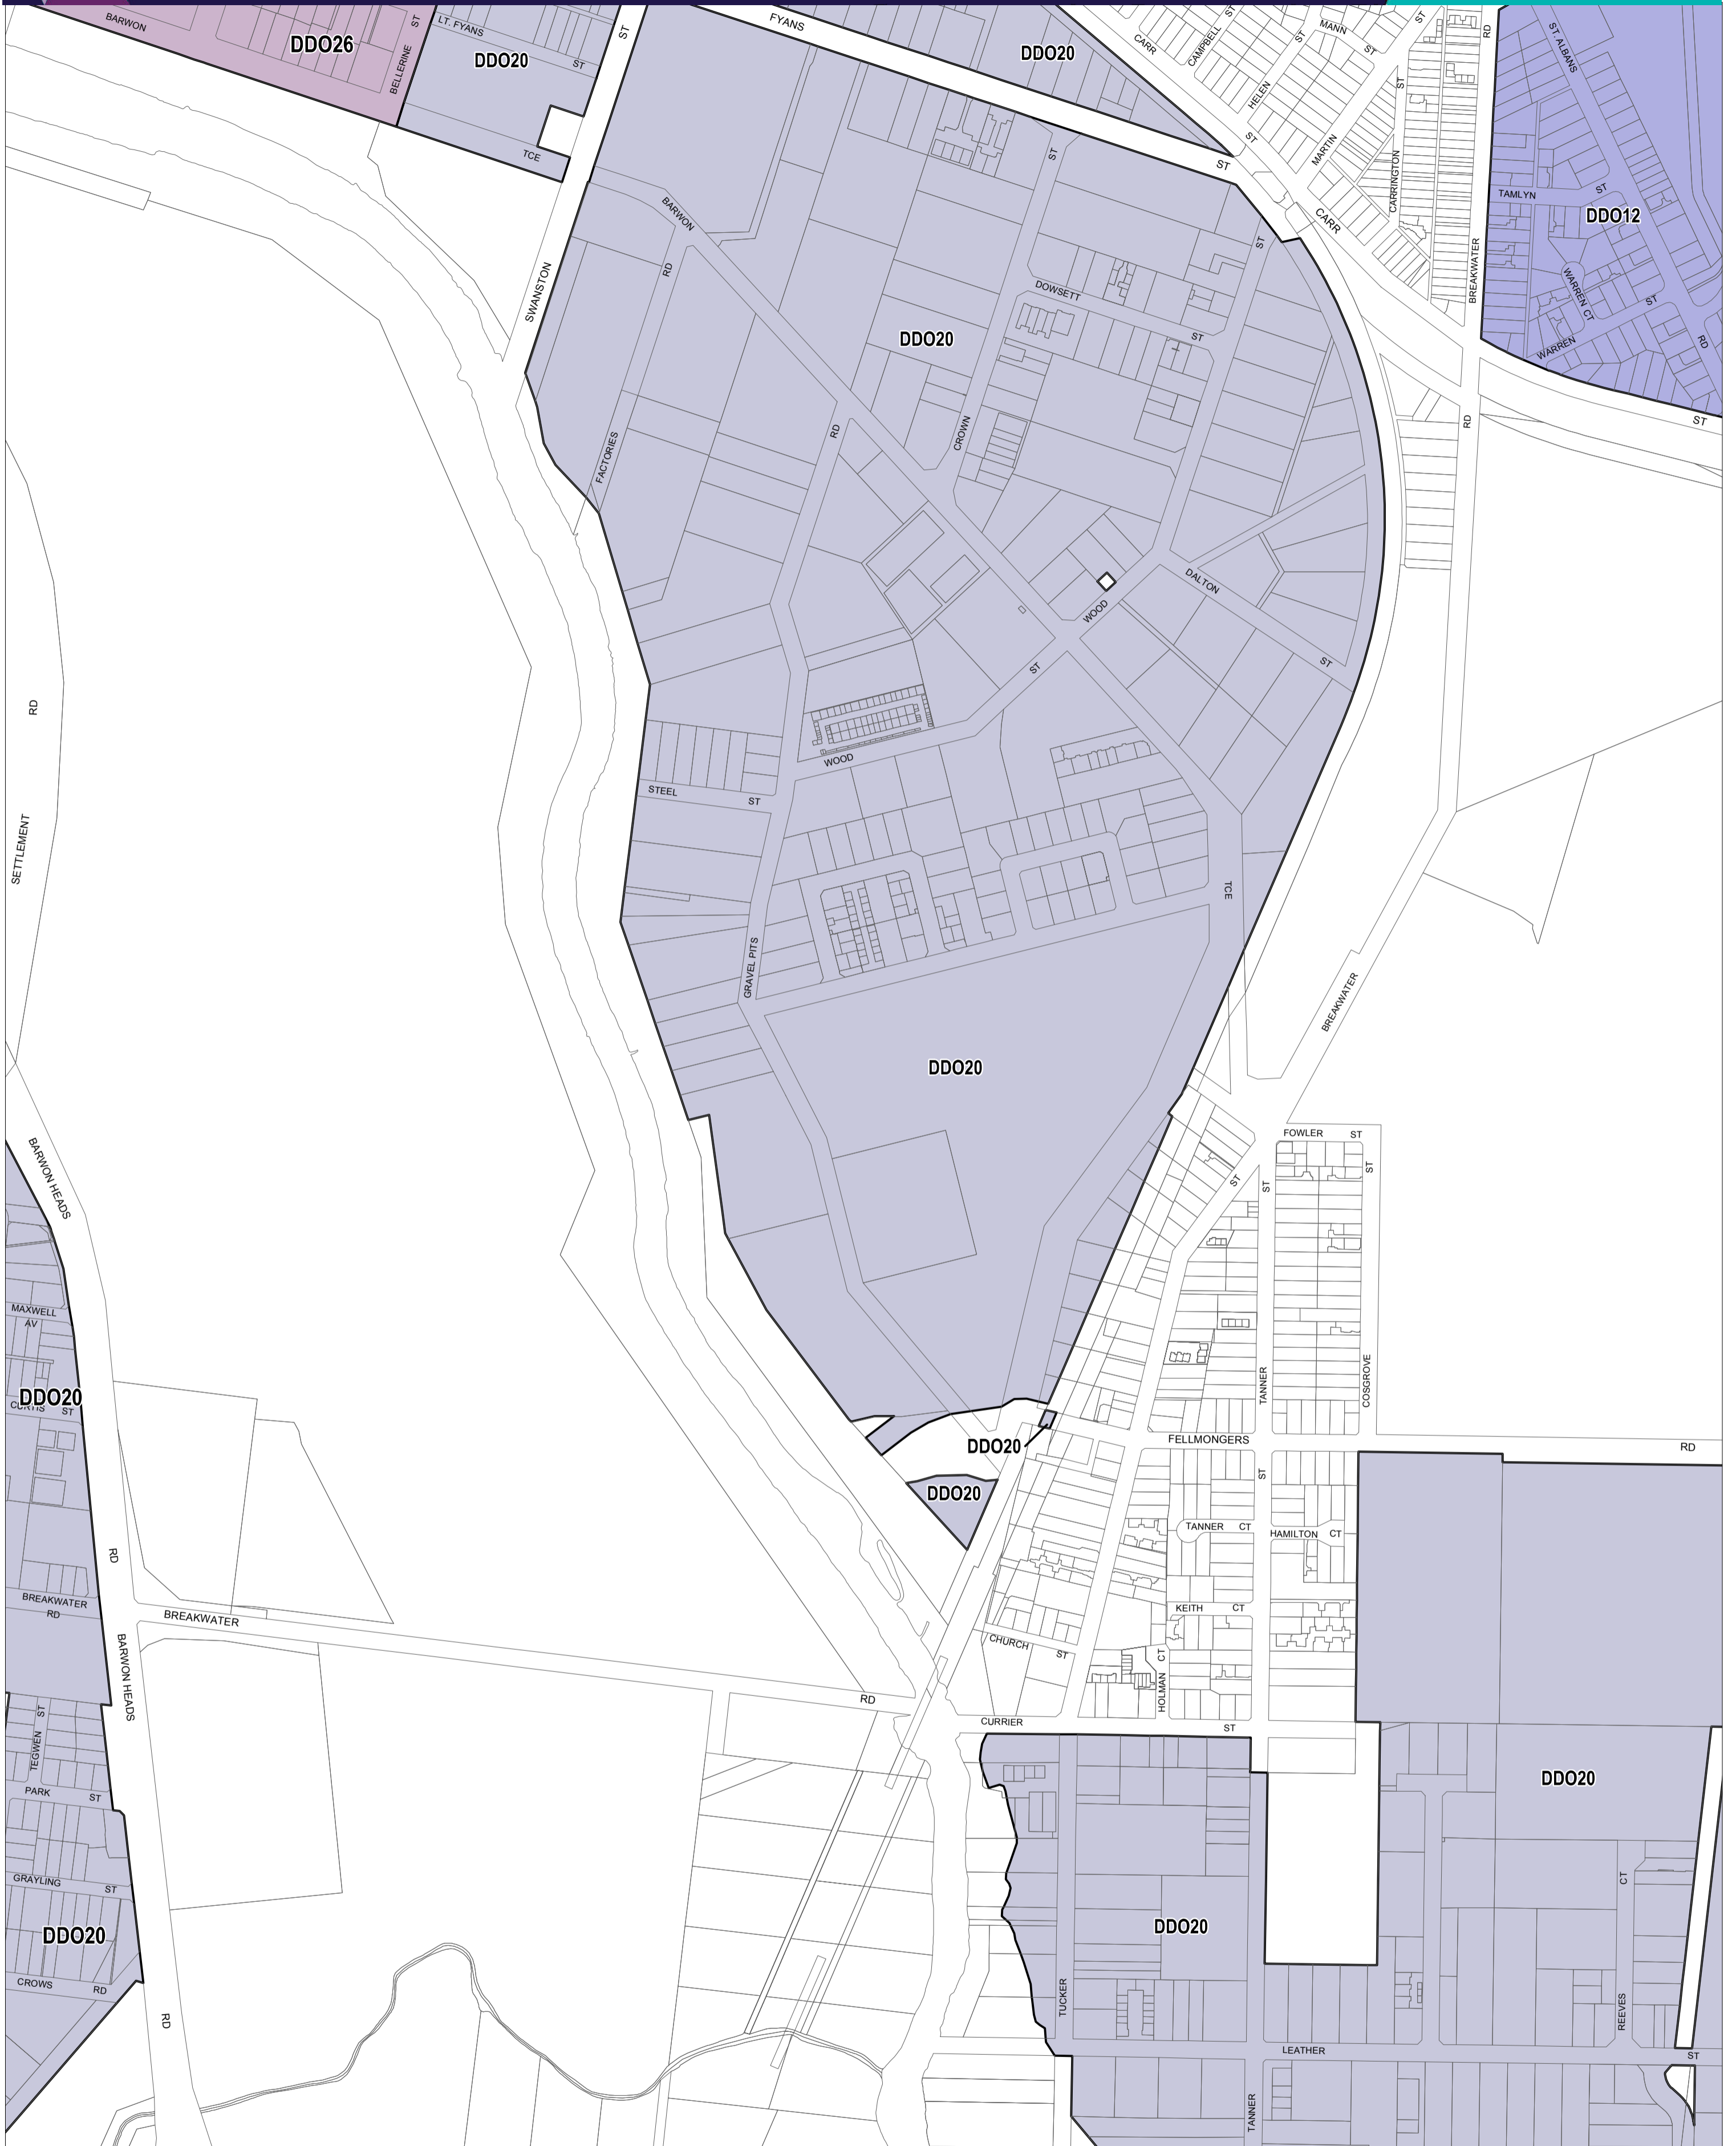 BARWON
DDO26
BELLERINE
ST
LT. FYANS
ST
DDO20
ST
FYANS
DDO20
CARR
CAMPBELL
ST
MANN
ST
ST
HELEN
ST
RD
ST. ALBANS
TCE
ST
ST
ST
MARTIN
ST
CARRINGTON
TAMLYN
ST
DDO12
BARWON
CARR
SWANSTON
RD
ST
DOWSETT
ST
BREAKWATER
WARREN CT
ST
WARREN
RD
DDO20
FACTORIES
RD
CROWN
RD
ST
DALTON
WOOD
ST
ST
RD
WOOD
STEEL
ST
SETTLEMENT
TCE
GRAVEL PITS
BREAKWATER
DDO20
FOWLER
ST
BARWON HEADS
ST
ST
ST
MAXWELL
AV
DDO20
CURTIS
ST
TANNER
COSGROVE
DDO20
FELLMONGERS
RD
ST
DDO20
TANNER CT
HAMILTON CT
RD
BREAKWATER
RD
BREAKWATER
KEITH
CT
BARWON HEADS
CHURCH
ST
HOLMAN
CT
RD
TEGWEN
ST
CURRIER
ST
PARK
ST
DDO20
GRAYLING
ST
CT
DDO20
DDO20
CROWS
RD
RD
TUCKER
REEVES
LEATHER
ST
TANNER